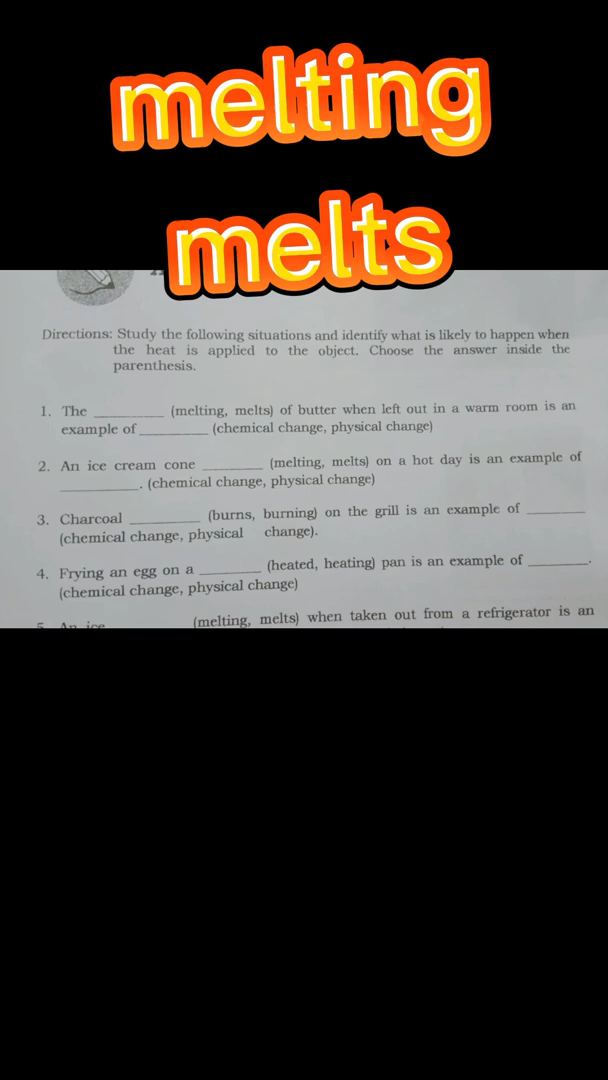 melting
melts
Directions: Study the following situations and identify what is likely to happen when
the heat is applied to the object. Choose the answer inside the
parenthesis.
1. The __________ (melting, melts) of butter when left out in a warm room is an
example of __________ (chemical change, physical change)
2. An ice cream cone _________ (melting, melts) on a hot day is an example of
___________. (chemical change, physical change)
3. Charcoal __________ (burns, burning) on the grill is an example of ________
(chemical change, physical change).
4. Frying an egg on a _________ (heated, heating) pan is an example of ________.
(chemical change, physical change)
5. An ice (melting, melts) when taken out from a refrigerator is an